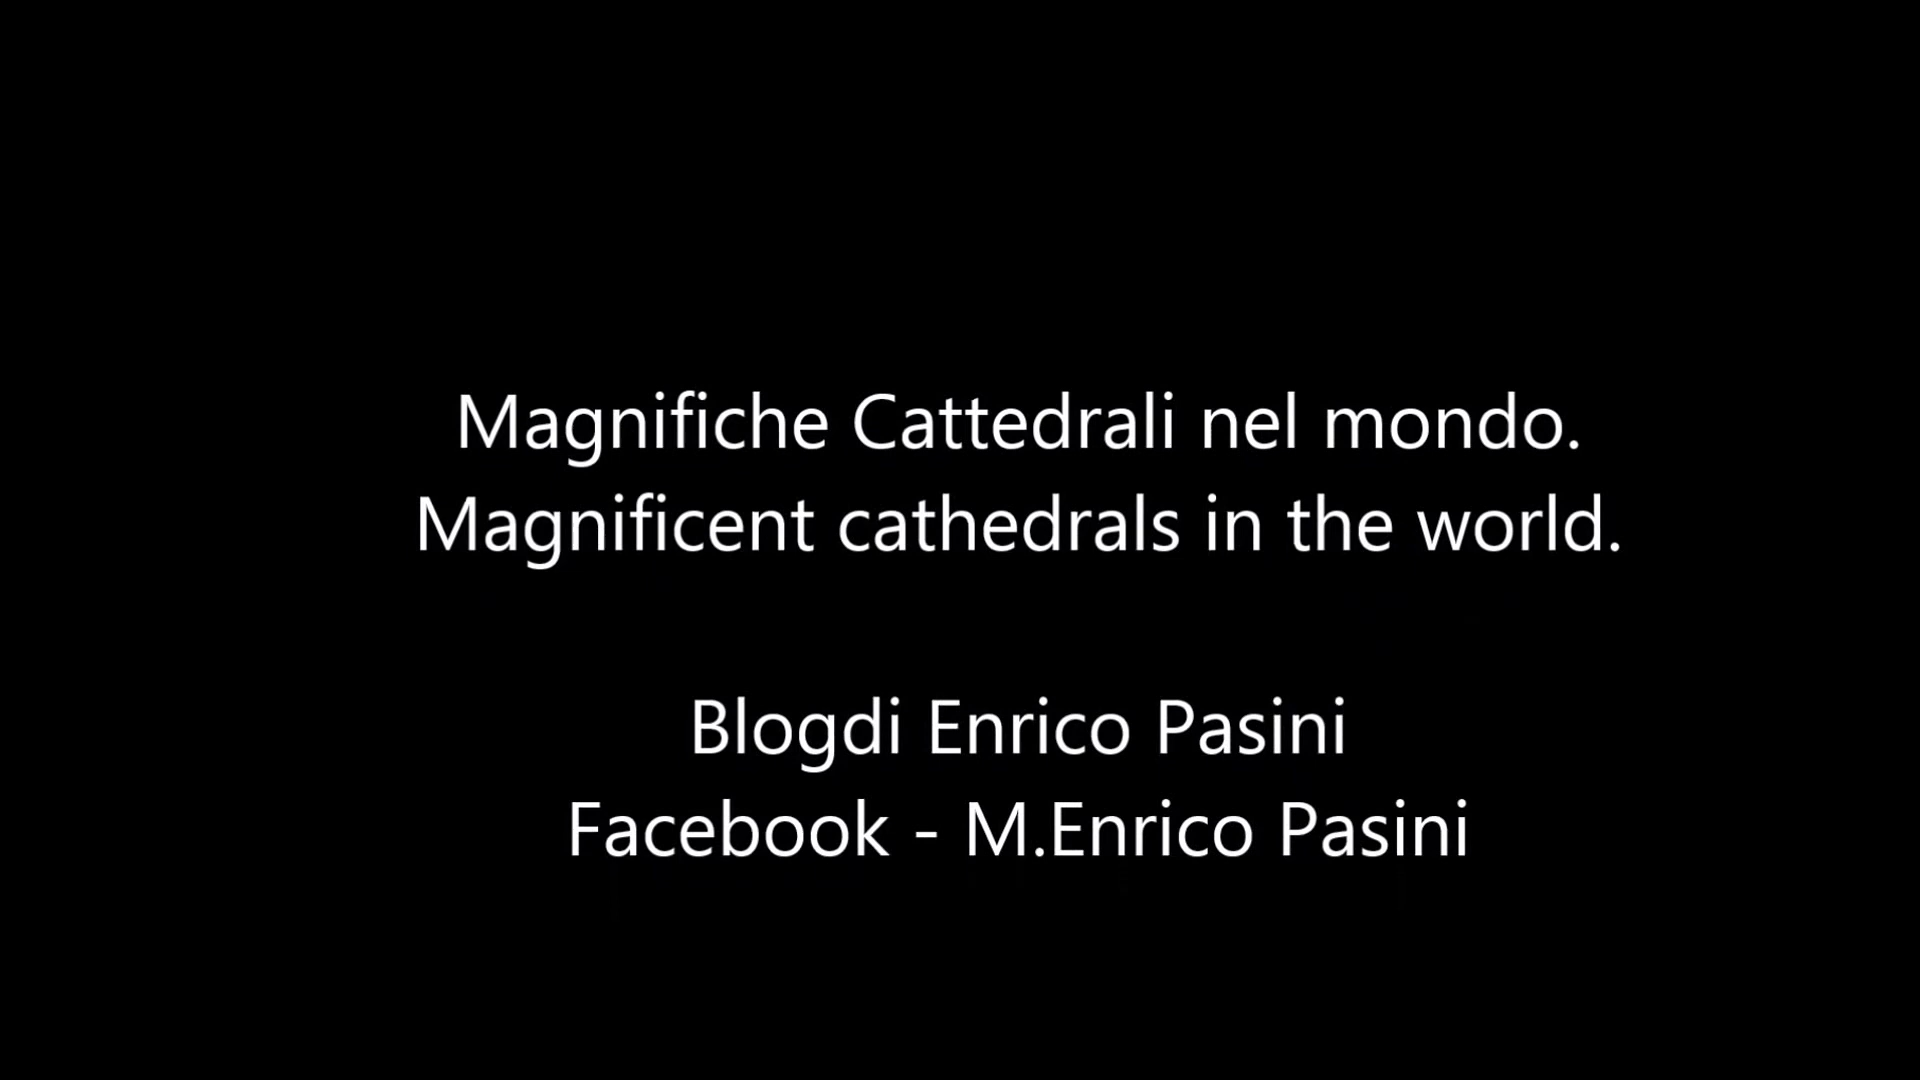 Magnifiche Cattedrali nel mondo.
Magnificent cathedrals in the world.
Blogdi Enrico Pasini
Facebook - M.Enrico Pasini